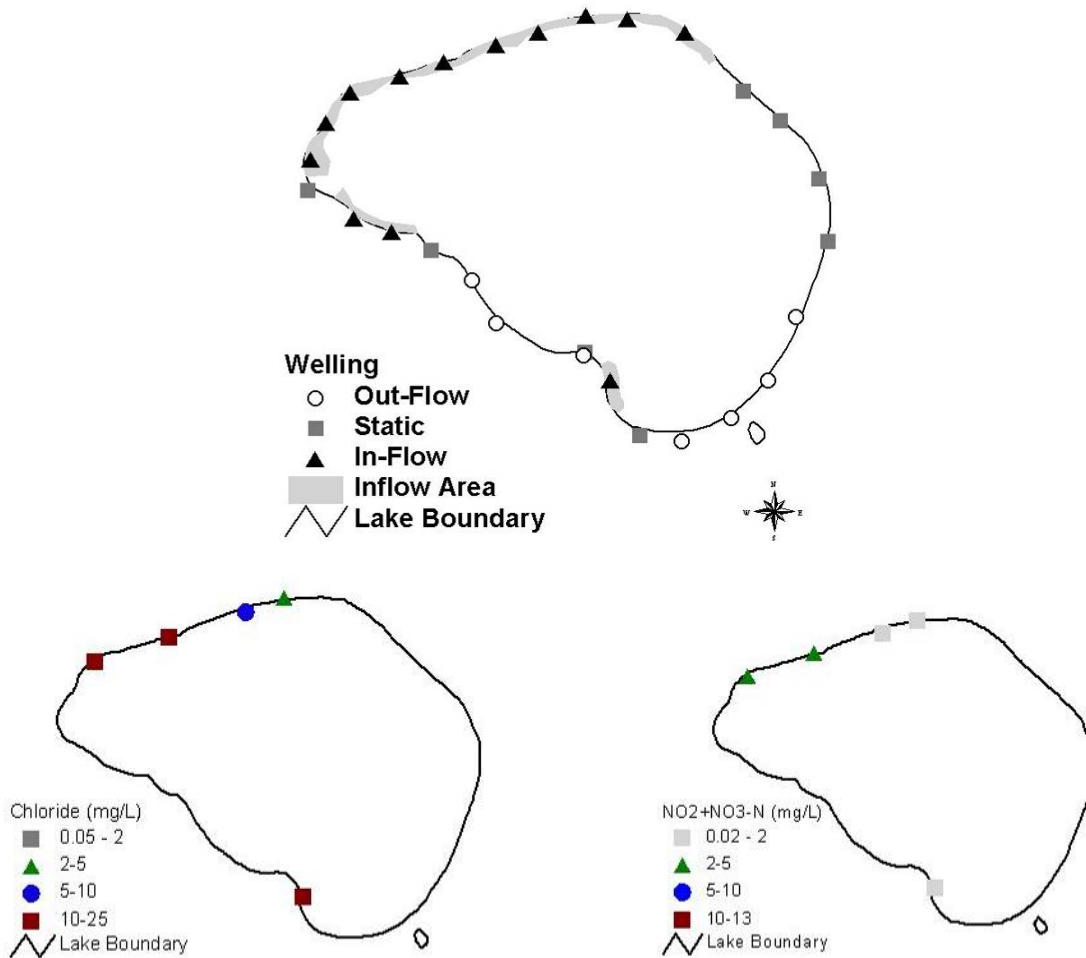 Welling
Out-Flow
Static
In-Flow
Inflow Area
Lake Boundary
N
W E
S
Chloride (mg/L)
0.05 - 2
2-5
5-10
10-25
Lake Boundary
NO2+NO3-N (mg/L)
0.02 - 2
2-5
5-10
10-13
Lake Boundary